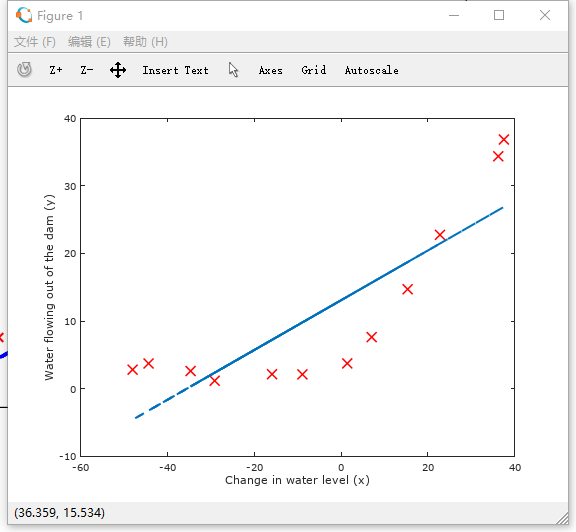 Figure 1
文件 (F) 编辑 (E) 帮助 (H)
Z+ Z- Insert Text Axes Grid Autoscale
40
30
20
10
0
-10
Water flowing out of the dam (y)
-60 -40 -20 0 20 40
Change in water level (x)
(36.359, 15.534)